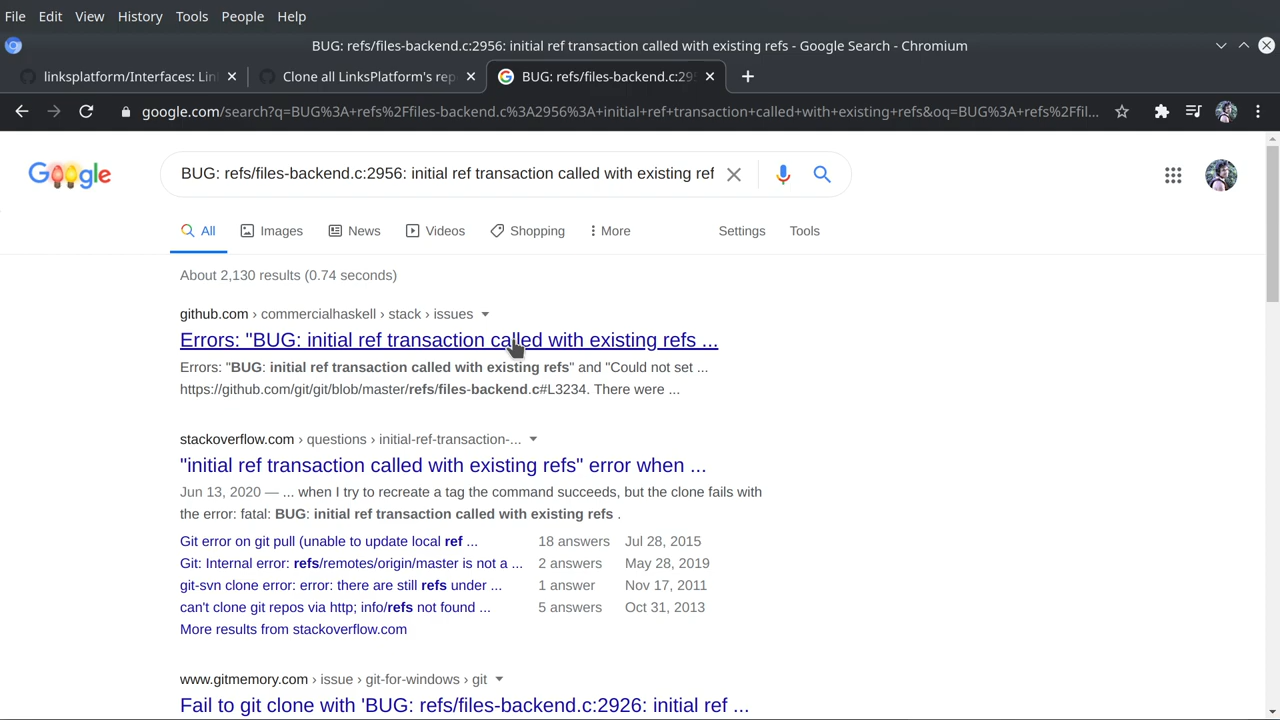 File Edit View History Tools People Help
BUG: refs/files-backend.c:2956: initial ref transaction called with existing refs - Google Search - Chromium
linksplatform/Interfaces: Lin
Clone all LinksPlatform's rep
BUG: refs/files-backend.c:295
google.com/search?q=BUG%3A+refs%2Ffiles-backend.c%3A2956%3A+initial+ref+transaction+called+with+existing+refs&oq=BUG%3A+refs%2Ffil...
Google
BUG: refs/files-backend.c:2956: initial ref transaction called with existing ref
All Images News Videos Shopping More Settings Tools
About 2,130 results (0.74 seconds)
github.com › commercialhaskell › stack › issues
Errors: "BUG: initial ref transaction called with existing refs ...
Errors: "BUG: initial ref transaction called with existing refs" and "Could not set ...
https://github.com/git/git/blob/master/refs/files-backend.c#L3234. There were ...
stackoverflow.com › questions › initial-ref-transaction-...
"initial ref transaction called with existing refs" error when ...
Jun 13, 2020 — ... when I try to recreate a tag the command succeeds, but the clone fails with
the error: fatal: BUG: initial ref transaction called with existing refs .
Git error on git pull (unable to update local ref ... 18 answers Jul 28, 2015
Git: Internal error: refs/remotes/origin/master is not a ... 2 answers May 28, 2019
git-svn clone error: error: there are still refs under ... 1 answer Nov 17, 2011
can't clone git repos via http; info/refs not found ... 5 answers Oct 31, 2013
More results from stackoverflow.com
www.gitmemory.com › issue › git-for-windows › git
Fail to git clone with 'BUG: refs/files-backend.c:2926: initial ref ...